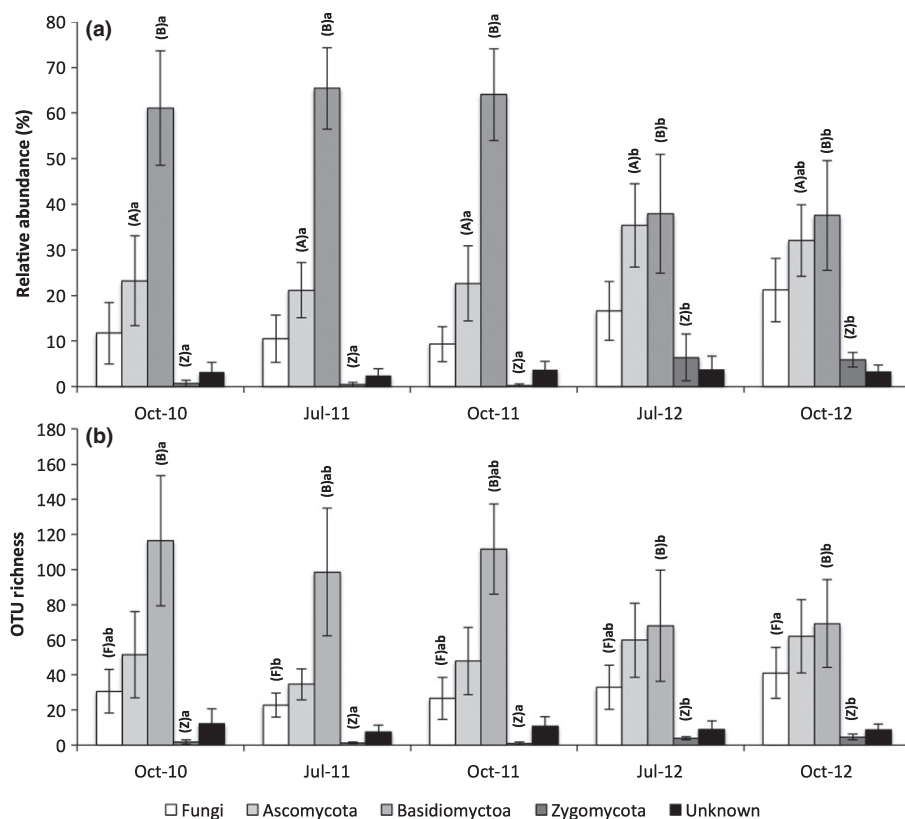 (a)
Relative abundance (%)
80
70
60
50
40
30
20
10
0
(A)a
(B)a
(Z)a
(A)a
(B)a
(Z)a
(A)a
(B)a
(Z)a
(A)b
(B)b
(Z)b
(A)ab
(B)b
(Z)b
Oct-10 Jul-11 Oct-11 Jul-12 Oct-12
(b)
OTU richness
180
160
140
120
100
80
60
40
20
0
(F)ab
(B)a
(Z)a
(F)b
(B)ab
(Z)a
(F)ab
(B)ab
(Z)a
(F)ab
(B)b
(Z)b
(F)a
(B)b
(Z)b
Oct-10 Jul-11 Oct-11 Jul-12 Oct-12
Fungi Ascomycota Basidiomyctoa Zygomycota Unknown